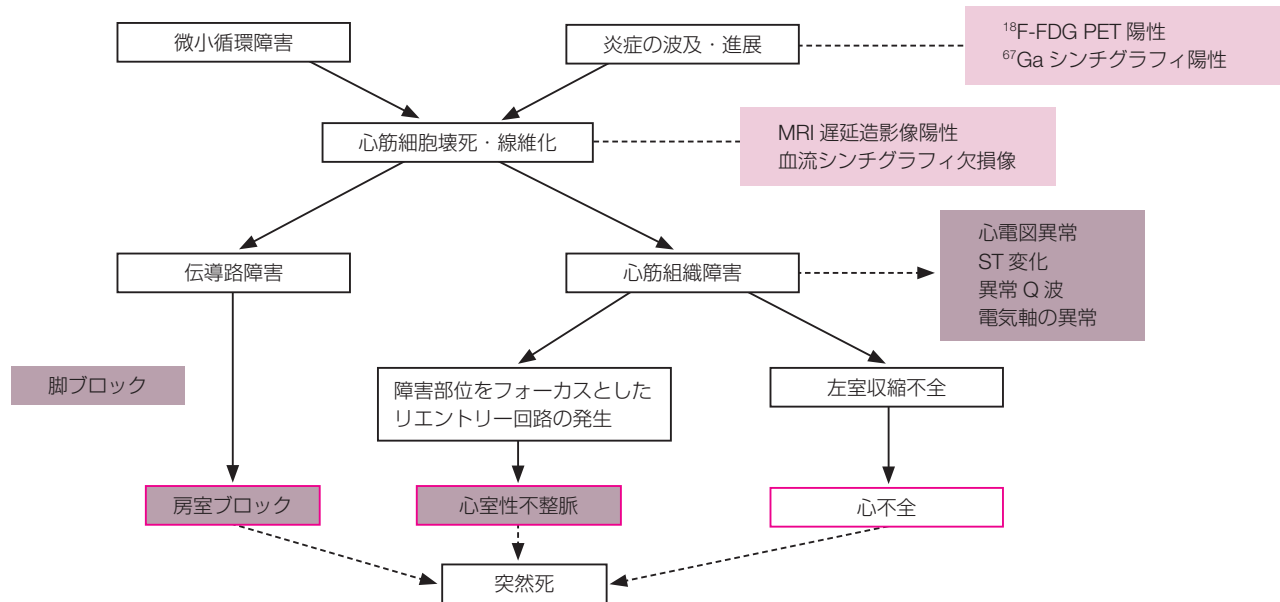 微小循環障害
炎症の波及・進展
¹⁸F-FDG PET 陽性
⁶⁷Ga シンチグラフィ陽性
心筋細胞壊死・線維化
MRI 遅延造影像陽性
血流シンチグラフィ欠損像
伝導路障害
心筋組織障害
心電図異常
ST 変化
異常 Q 波
電気軸の異常
脚ブロック
障害部位をフォーカスとした
リエントリー回路の発生
左室収縮不全
房室ブロック
心室性不整脈
心不全
突然死